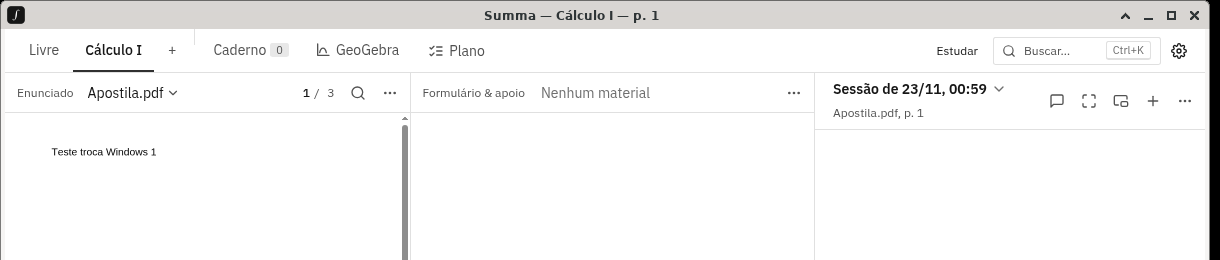 Summa — Cálculo I — p. 1
Livre Cálculo I + Caderno 0 GeoGebra Plano Estudar Buscar... Ctrl+K
Enunciado Apostila.pdf 1 / 3 Formulário & apoio Nenhum material Sessão de 23/11, 00:59
Apostila.pdf, p. 1
Teste troca Windows 1